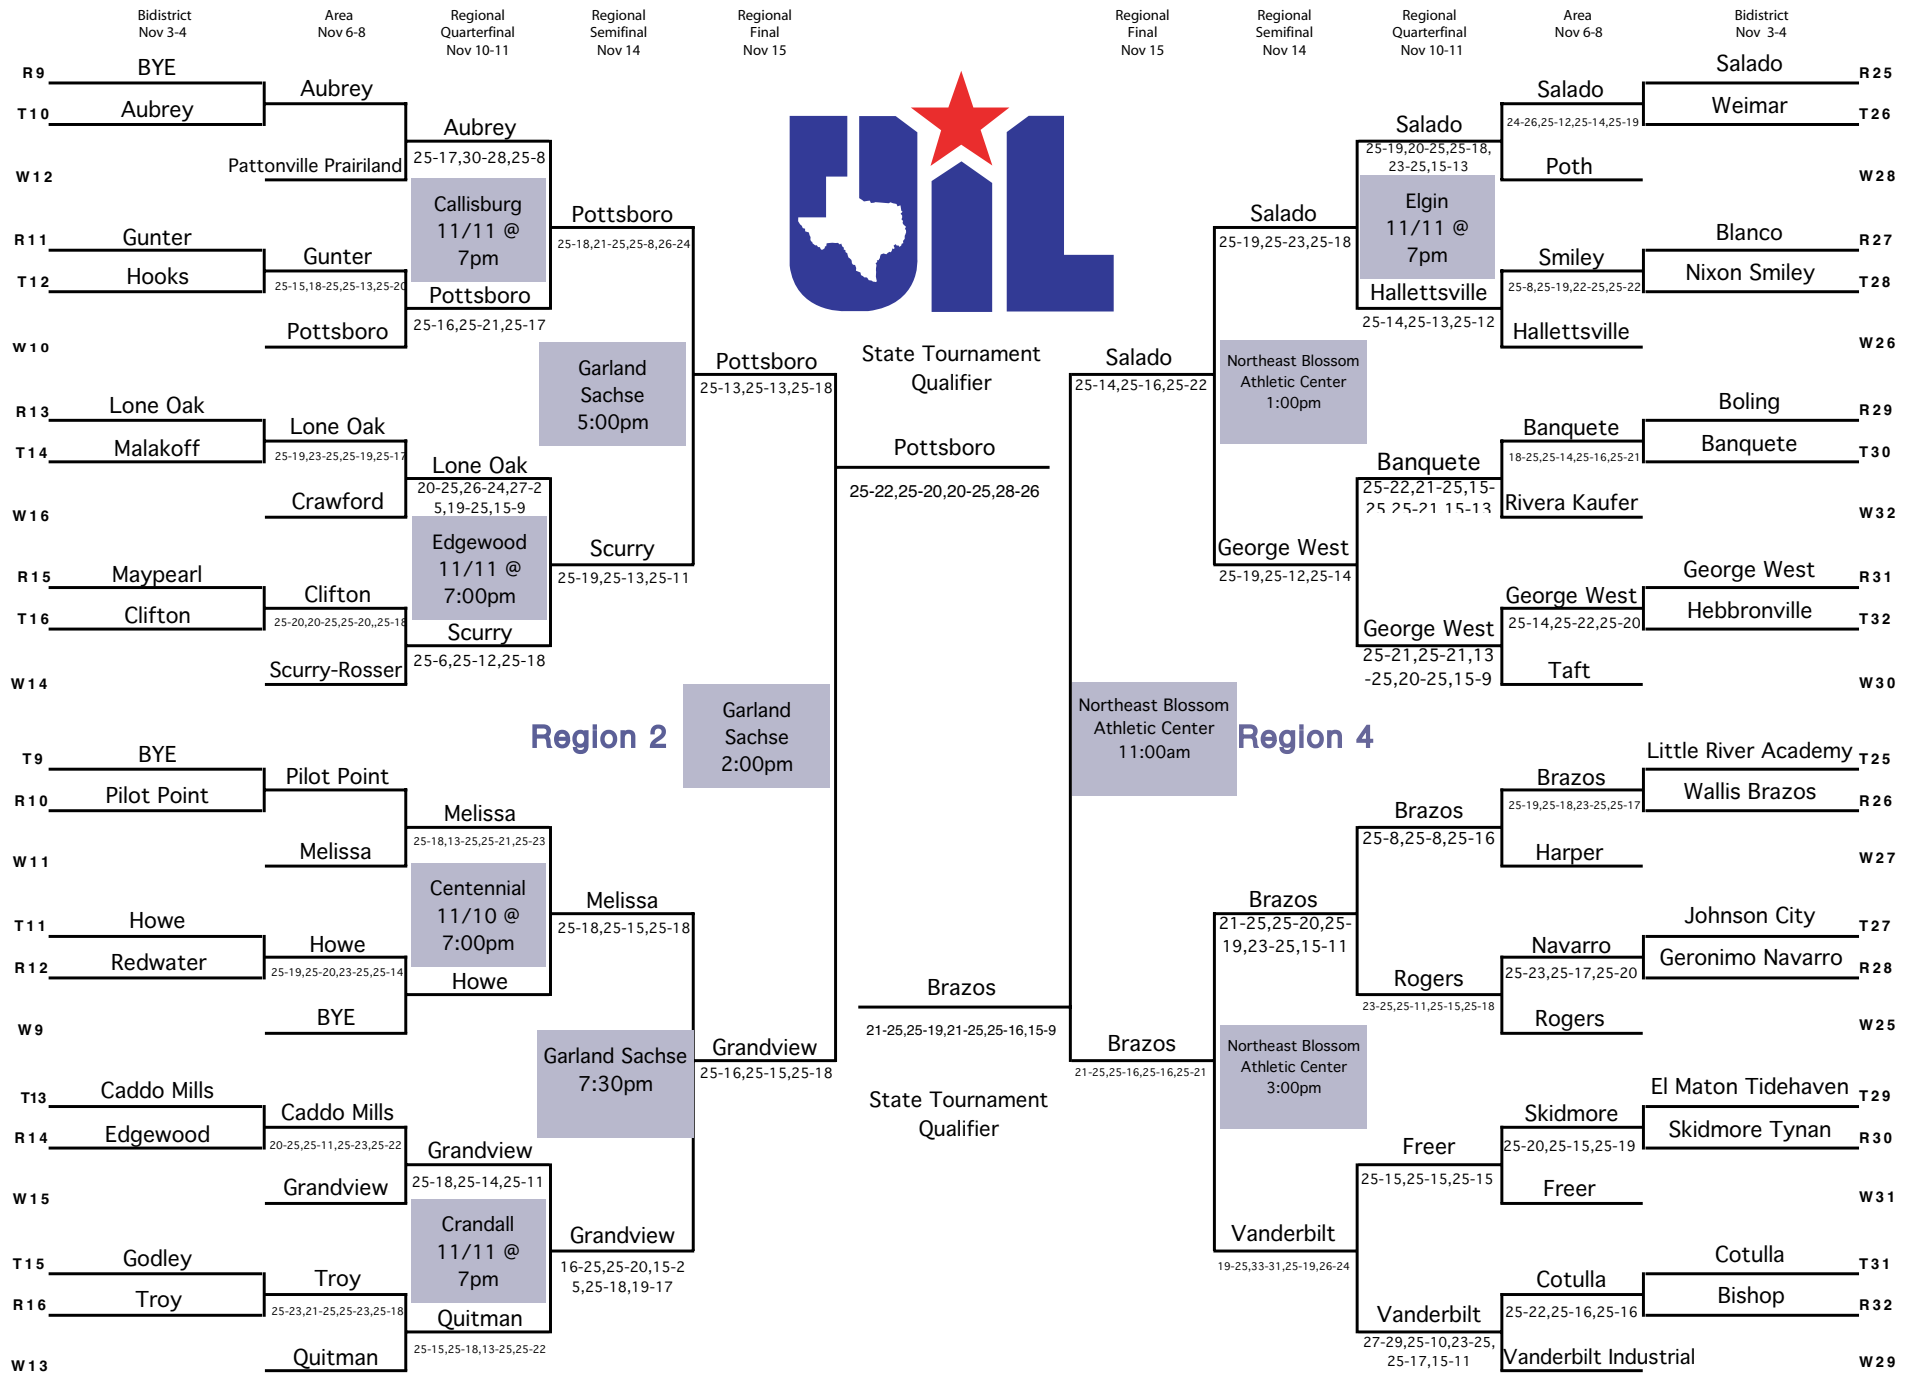 Bidistrict
Nov 3-4
Area
Nov 6-8
Regional
Quarterfinal
Nov 10-11
Regional
Semifinal
Nov 14
Regional
Final
Nov 15
Regional
Final
Nov 15
Regional
Semifinal
Nov 14
Regional
Quarterfinal
Nov 10-11
Area
Nov 6-8
Bidistrict
Nov 3-4
R9
BYE
T10
Aubrey
W12
R11
Gunter
T12
Hooks
W10
R13
Lone Oak
T14
Malakoff
W16
R15
Maypearl
T16
Clifton
W14
T9
BYE
R10
Pilot Point
W11
T11
Howe
R12
Redwater
W9
T13
Caddo Mills
R14
Edgewood
W15
T15
Godley
R16
Troy
W13
Aubrey
Pattonville Prairiland
Gunter
25-15,18-25,25-13,25-20
Pottsboro
Lone Oak
25-19,23-25,25-19,25-17
Crawford
Clifton
25-20,20-25,25-20,,25-18
Scurry-Rosser
Pilot Point
Melissa
Howe
25-19,25-20,23-25,25-14
BYE
Caddo Mills
20-25,25-11,25-23,25-22
Grandview
Troy
25-23,21-25,25-23,25-18
Quitman
Aubrey
25-17,30-28,25-8
Callisburg
11/11 @
7pm
Pottsboro
25-16,25-21,25-17
Lone Oak
20-25,26-24,27-2
5,19-25,15-9
Edgewood
11/11 @
7:00pm
Scurry
25-6,25-12,25-18
Melissa
25-18,13-25,25-21,25-23
Centennial
11/10 @
7:00pm
Howe
Grandview
25-18,25-14,25-11
Crandall
11/11 @
7pm
Quitman
25-15,25-18,13-25,25-22
Pottsboro
25-18,21-25,25-8,26-24
Garland
Sachse
5:00pm
Scurry
25-19,25-13,25-11
Region 2
Melissa
25-18,25-15,25-18
Garland Sachse
7:30pm
Grandview
16-25,25-20,15-2
5,25-18,19-17
Pottsboro
25-13,25-13,25-18
Garland
Sachse
2:00pm
Grandview
25-16,25-15,25-18
UIL
State Tournament
Qualifier
Pottsboro
25-22,25-20,20-25,28-26
Brazos
21-25,25-19,21-25,25-16,15-9
State Tournament
Qualifier
Salado
25-14,25-16,25-22
Northeast Blossom
Athletic Center
11:00am
Brazos
21-25,25-16,25-16,25-21
Salado
25-19,25-23,25-18
Northeast Blossom
Athletic Center
1:00pm
George West
25-19,25-12,25-14
Region 4
Brazos
21-25,25-20,25-
19,23-25,15-11
Northeast Blossom
Athletic Center
3:00pm
Vanderbilt
19-25,33-31,25-19,26-24
Salado
25-19,20-25,25-18,
23-25,15-13
Elgin
11/11 @
7pm
Hallettsville
25-14,25-13,25-12
Banquete
25-22,21-25,15-
25,25-21,15-13
George West
25-21,25-21,13
-25,20-25,15-9
Brazos
25-8,25-8,25-16
Rogers
23-25,25-11,25-15,25-18
Freer
25-15,25-15,25-15
Vanderbilt
27-29,25-10,23-25,
25-17,15-11
Salado
24-26,25-12,25-14,25-19
Poth
Smiley
25-8,25-19,22-25,25-22
Hallettsville
Banquete
18-25,25-14,25-16,25-21
Rivera Kaufer
George West
25-14,25-22,25-20
Taft
Brazos
25-19,25-18,23-25,25-17
Harper
Navarro
25-23,25-17,25-20
Rogers
Skidmore
25-20,25-15,25-19
Freer
Cotulla
25-22,25-16,25-16
Vanderbilt Industrial
Salado
R25
Weimar
T26
W28
Blanco
R27
Nixon Smiley
T28
W26
Boling
R29
Banquete
T30
W32
George West
R31
Hebbronville
T32
W30
Little River Academy
T25
Wallis Brazos
R26
W27
Johnson City
T27
Geronimo Navarro
R28
W25
El Maton Tidehaven
T29
Skidmore Tynan
R30
W31
Cotulla
T31
Bishop
R32
W29